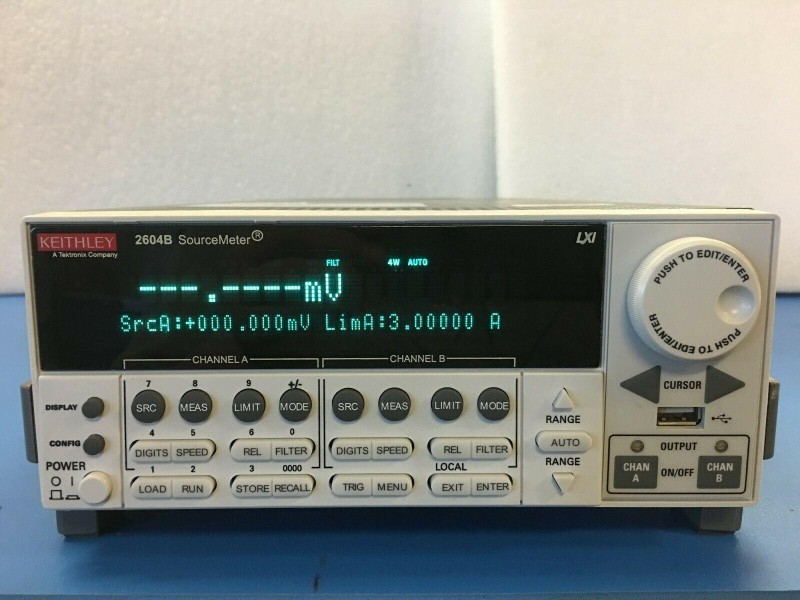 KEITHLEY
A Tektronix Company
2604B SourceMeter®
LXI
FILT 4W AUTO
---.----mV
SrcA:+000.000mV LimA:3.00000 A
CHANNEL A
CHANNEL B
7 8 9 +/-
DISPLAY
SRC MEAS LIMIT MODE
SRC MEAS LIMIT MODE
4 5 6 0
CONFIG
DIGITS SPEED REL FILTER
DIGITS SPEED REL FILTER
POWER
O I
1 2 3 0000
LOCAL
LOAD RUN STORE RECALL
TRIG MENU EXIT ENTER
RANGE
AUTO
RANGE
PUSH TO EDIT/ENTER
PUSH TO EDIT/ENTER
CURSOR
OUTPUT
CHAN A
ON/OFF
CHAN B